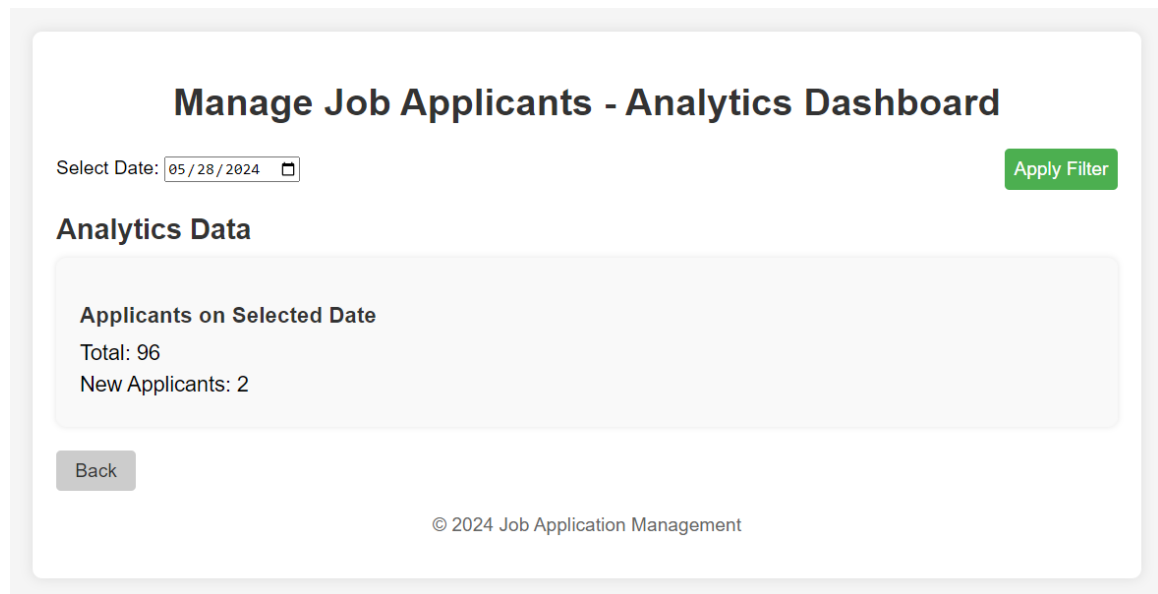 Manage Job Applicants - Analytics Dashboard
Select Date: 05/28/2024
Apply Filter
Analytics Data
Applicants on Selected Date
Total: 96
New Applicants: 2
Back
© 2024 Job Application Management